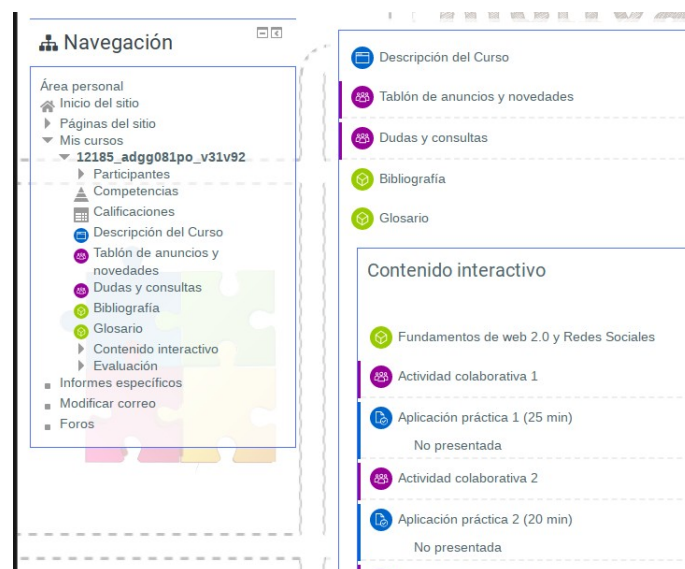 Navegación
Área personal
Inicio del sitio
Páginas del sitio
Mis cursos
12185_adgg081po_v31v92
Participantes
Competencias
Calificaciones
Descripción del Curso
Tablón de anuncios y
novedades
Dudas y consultas
Bibliografía
Glosario
Contenido interactivo
Evaluación
Informes específicos
Modificar correo
Foros
Descripción del Curso
Tablón de anuncios y novedades
Dudas y consultas
Bibliografía
Glosario
Contenido interactivo
Fundamentos de web 2.0 y Redes Sociales
Actividad colaborativa 1
Aplicación práctica 1 (25 min)
No presentada
Actividad colaborativa 2
Aplicación práctica 2 (20 min)
No presentada